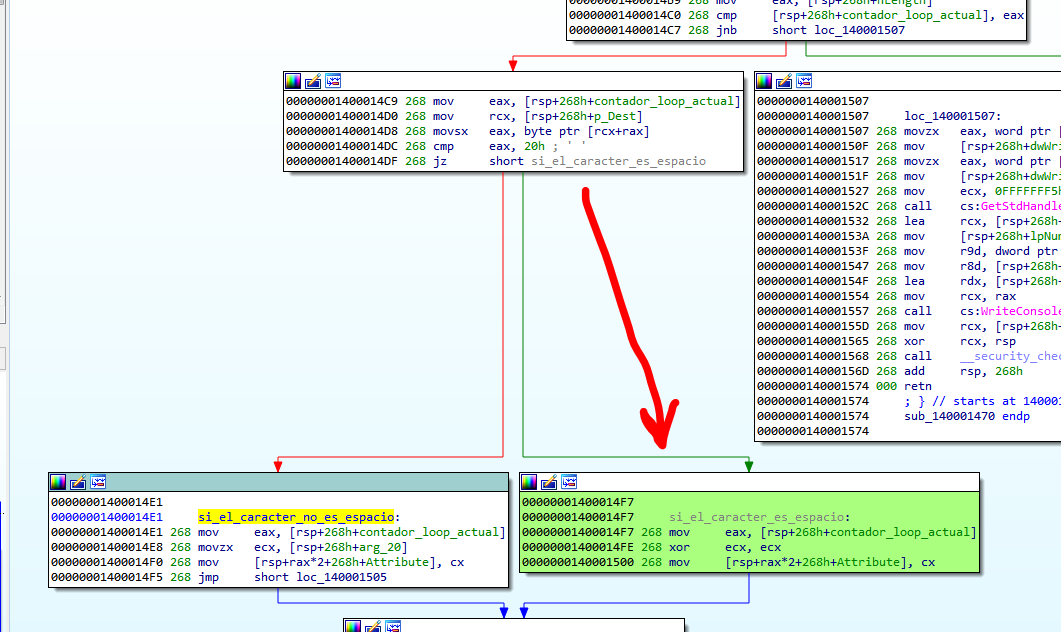 00000001400014B9 268 mov eax, [rsp+268h+nLength]
00000001400014C0 268 cmp [rsp+268h+contador_loop_actual], eax
00000001400014C7 268 jnb short loc_140001507
00000001400014C9 268 mov eax, [rsp+268h+contador_loop_actual]
00000001400014D0 268 mov rcx, [rsp+268h+p_Dest]
00000001400014D8 268 movsx eax, byte ptr [rcx+rax]
00000001400014DC 268 cmp eax, 20h ; ' '
00000001400014DF 268 jz short si_el_caracter_es_espacio
0000000140001507
0000000140001507 loc_140001507:
0000000140001507 268 movzx eax, word ptr [
000000014000150F 268 mov [rsp+268h+dwWri
0000000140001517 268 movzx eax, word ptr [
000000014000151F 268 mov [rsp+268h+dwWri
0000000140001527 268 mov ecx, 0FFFFFFF5h
000000014000152C 268 call cs:GetStdHandle
0000000140001532 268 lea rcx, [rsp+268h+
000000014000153A 268 mov [rsp+268h+lpNum
000000014000153F 268 mov r9d, dword ptr
0000000140001547 268 mov r8d, [rsp+268h+
000000014000154F 268 lea rdx, [rsp+268h+
0000000140001554 268 mov rcx, rax
0000000140001557 268 call cs:WriteConsole
000000014000155D 268 mov rcx, [rsp+268h+
0000000140001565 268 xor rcx, rsp
0000000140001568 268 call __security_chec
000000014000156D 268 add rsp, 268h
0000000140001574 000 retn
0000000140001574 ; } // starts at 140001
0000000140001574 sub_140001470 endp
0000000140001574
00000001400014E1
00000001400014E1 si_el_caracter_no_es_espacio:
00000001400014E1 268 mov eax, [rsp+268h+contador_loop_actual]
00000001400014E8 268 movzx ecx, [rsp+268h+arg_20]
00000001400014F0 268 mov [rsp+rax*2+268h+Attribute], cx
00000001400014F5 268 jmp short loc_140001505
00000001400014F7
00000001400014F7 si_el_caracter_es_espacio:
00000001400014F7 268 mov eax, [rsp+268h+contador_loop_actual]
00000001400014FE 268 xor ecx, ecx
0000000140001500 268 mov [rsp+rax*2+268h+Attribute], cx